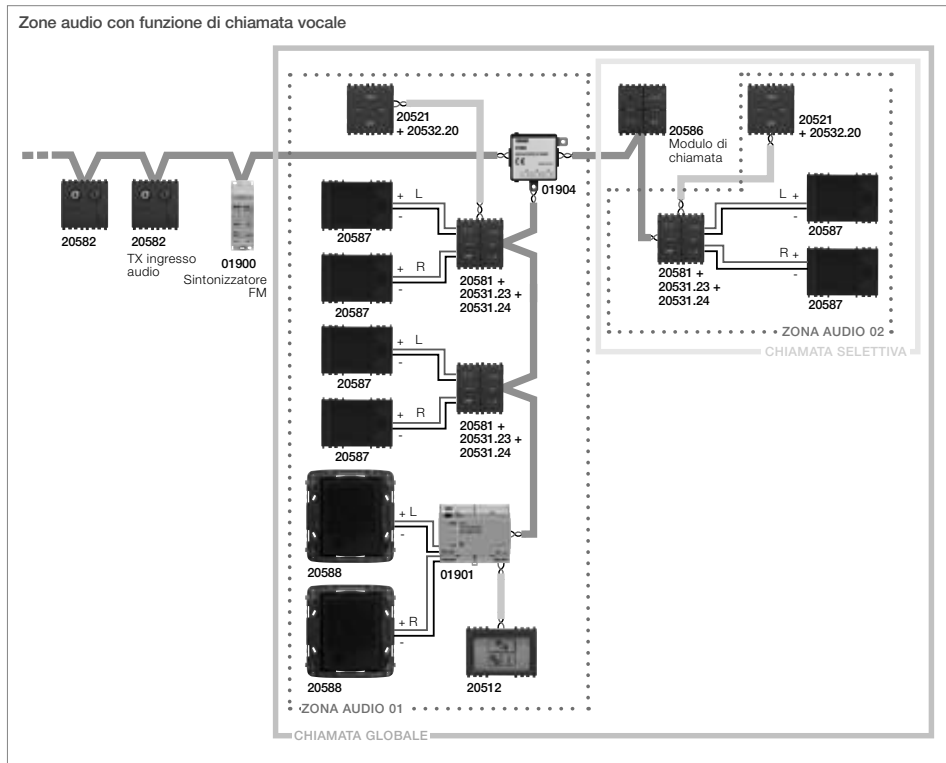 Zone audio con funzione di chiamata vocale
20521
+ 20532.20
01904
20586
Modulo di
chiamata
20521
+ 20532.20
20582
20582
TX ingresso
audio
01900
Sintonizzatore
FM
+ L
-
20587
+ R
-
20587
20581 +
20531.23 +
20531.24
L +
-
20587
R +
-
20587
20581 +
20531.23 +
20531.24
ZONA AUDIO 02
CHIAMATA SELETTIVA
+ L
-
20587
+ R
-
20587
20581 +
20531.23 +
20531.24
+ L
-
20588
01901
+ R
-
20588
20512
ZONA AUDIO 01
CHIAMATA GLOBALE